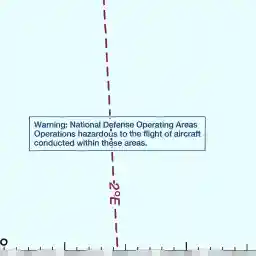 Warning: National Defense Operating Areas
Operations hazardous to the flight of aircraft
conducted within these areas.
2°E